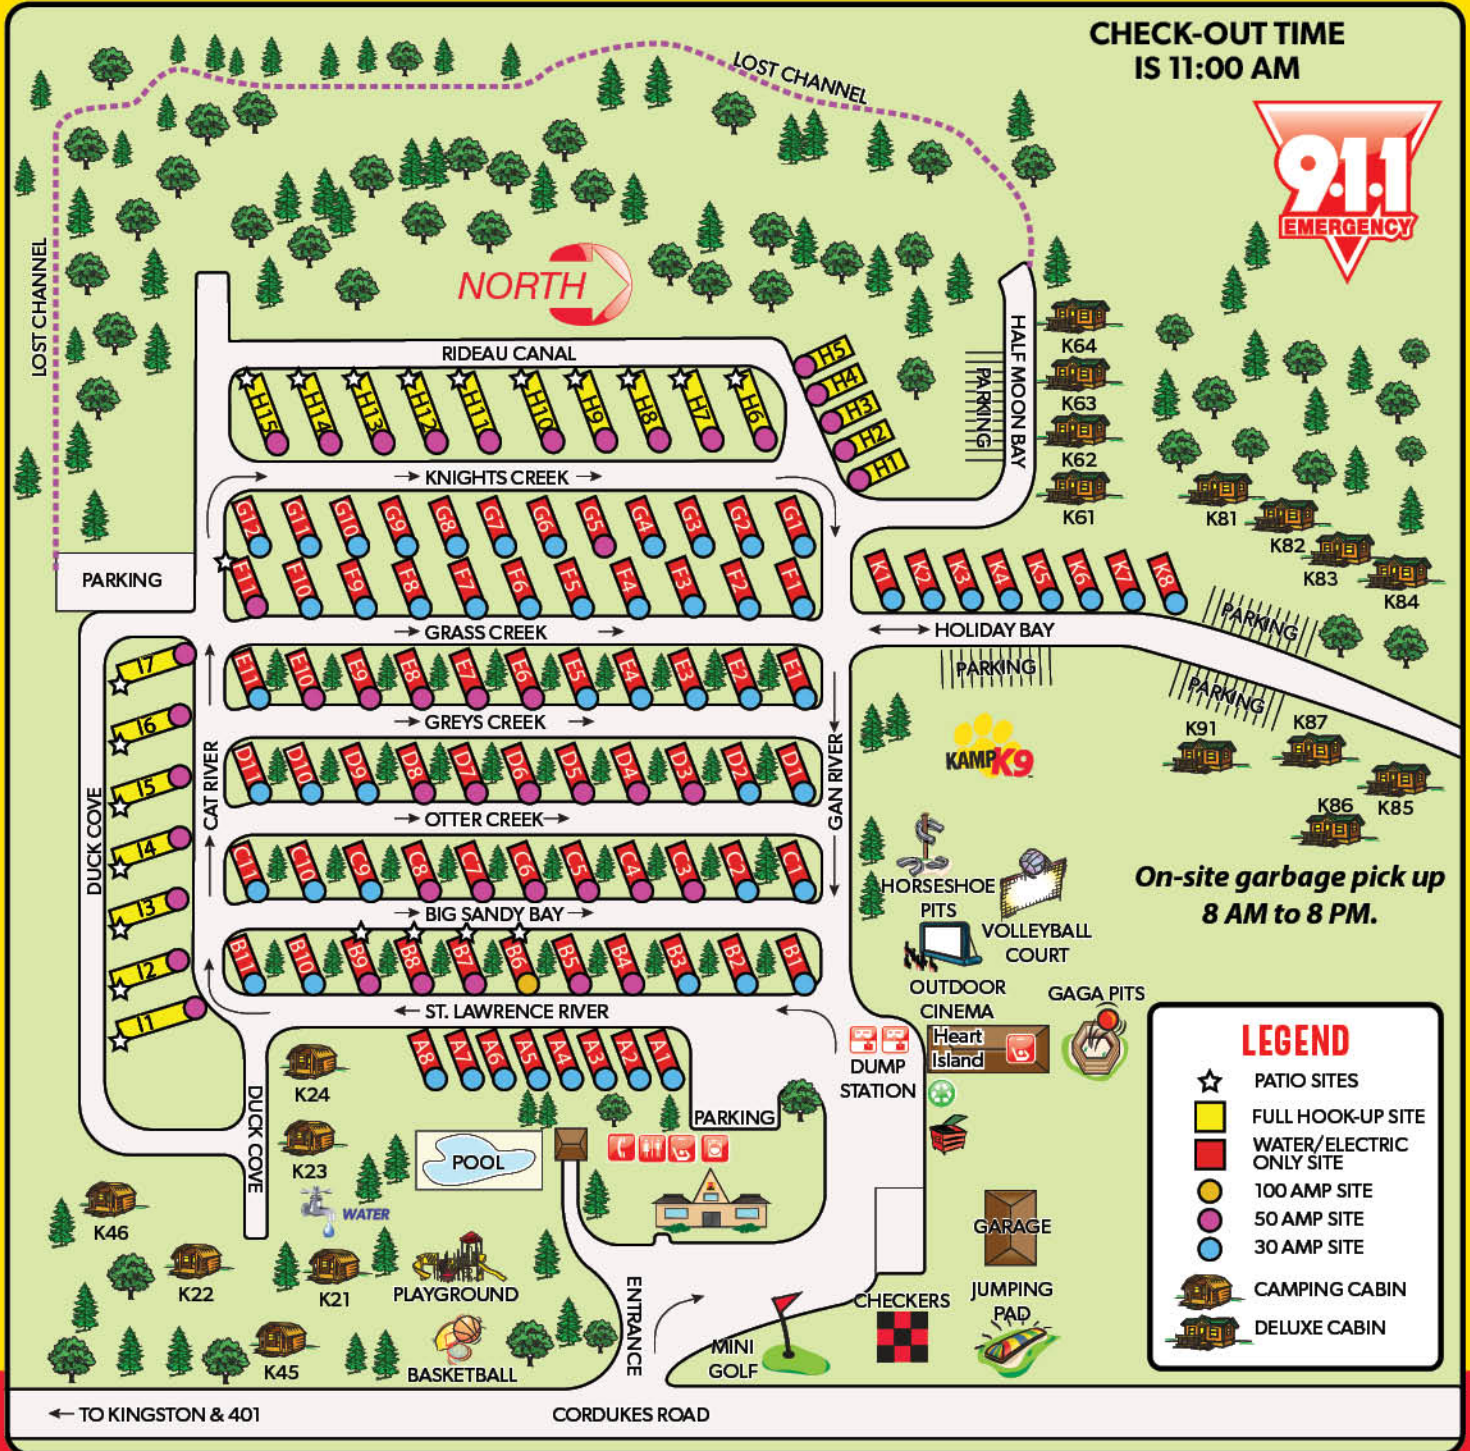 CHECK-OUT TIME
IS 11:00 AM
9·1·1
EMERGENCY
LOST CHANNEL
LOST CHANNEL
NORTH
RIDEAU CANAL
H15 H14 H13 H12 H11 H10 H9 H8 H7 H6
H5
H4
H3
H2
H1
PARKING
HALF MOON BAY
K64
K63
K62
K61
K81
K82
K83
K84
KNIGHTS CREEK
G12 G11 G10 G9 G8 G7 G6 G5 G4 G3 G2 G1
F11 F10 F9 F8 F7 F6 F5 F4 F3 F2 F1
K1 K2 K3 K4 K5 K6 K7 K8
PARKING
GRASS CREEK
HOLIDAY BAY
PARKING
PARKING
PARKING
E11 E10 E9 E8 E7 E6 E5 E4 E3 E2 E1
GREYS CREEK
D11 D10 D9 D8 D7 D6 D5 D4 D3 D2 D1
OTTER CREEK
C11 C10 C9 C8 C7 C6 C5 C4 C3 C2 C1
BIG SANDY BAY
B11 B10 B9 B8 B7 B6 B5 B4 B3 B2 B1
ST. LAWRENCE RIVER
A8 A7 A6 A5 A4 A3 A2 A1
I7
I6
I5
I4
I3
I2
I1
DUCK COVE
CAT RIVER
GAN RIVER
DUCK COVE
K91
K87
K86
K85
KAMP K9
HORSESHOE
PITS
VOLLEYBALL
COURT
OUTDOOR
CINEMA
GAGA PITS
On-site garbage pick up
8 AM to 8 PM.
Heart
Island
DUMP
STATION
K24
K23
PARKING
POOL
WATER
K46
K22
K21
K45
PLAYGROUND
BASKETBALL
ENTRANCE
GARAGE
CHECKERS
JUMPING
PAD
MINI
GOLF
LEGEND
PATIO SITES
FULL HOOK-UP SITE
WATER/ELECTRIC
ONLY SITE
100 AMP SITE
50 AMP SITE
30 AMP SITE
CAMPING CABIN
DELUXE CABIN
TO KINGSTON & 401
CORDUKES ROAD